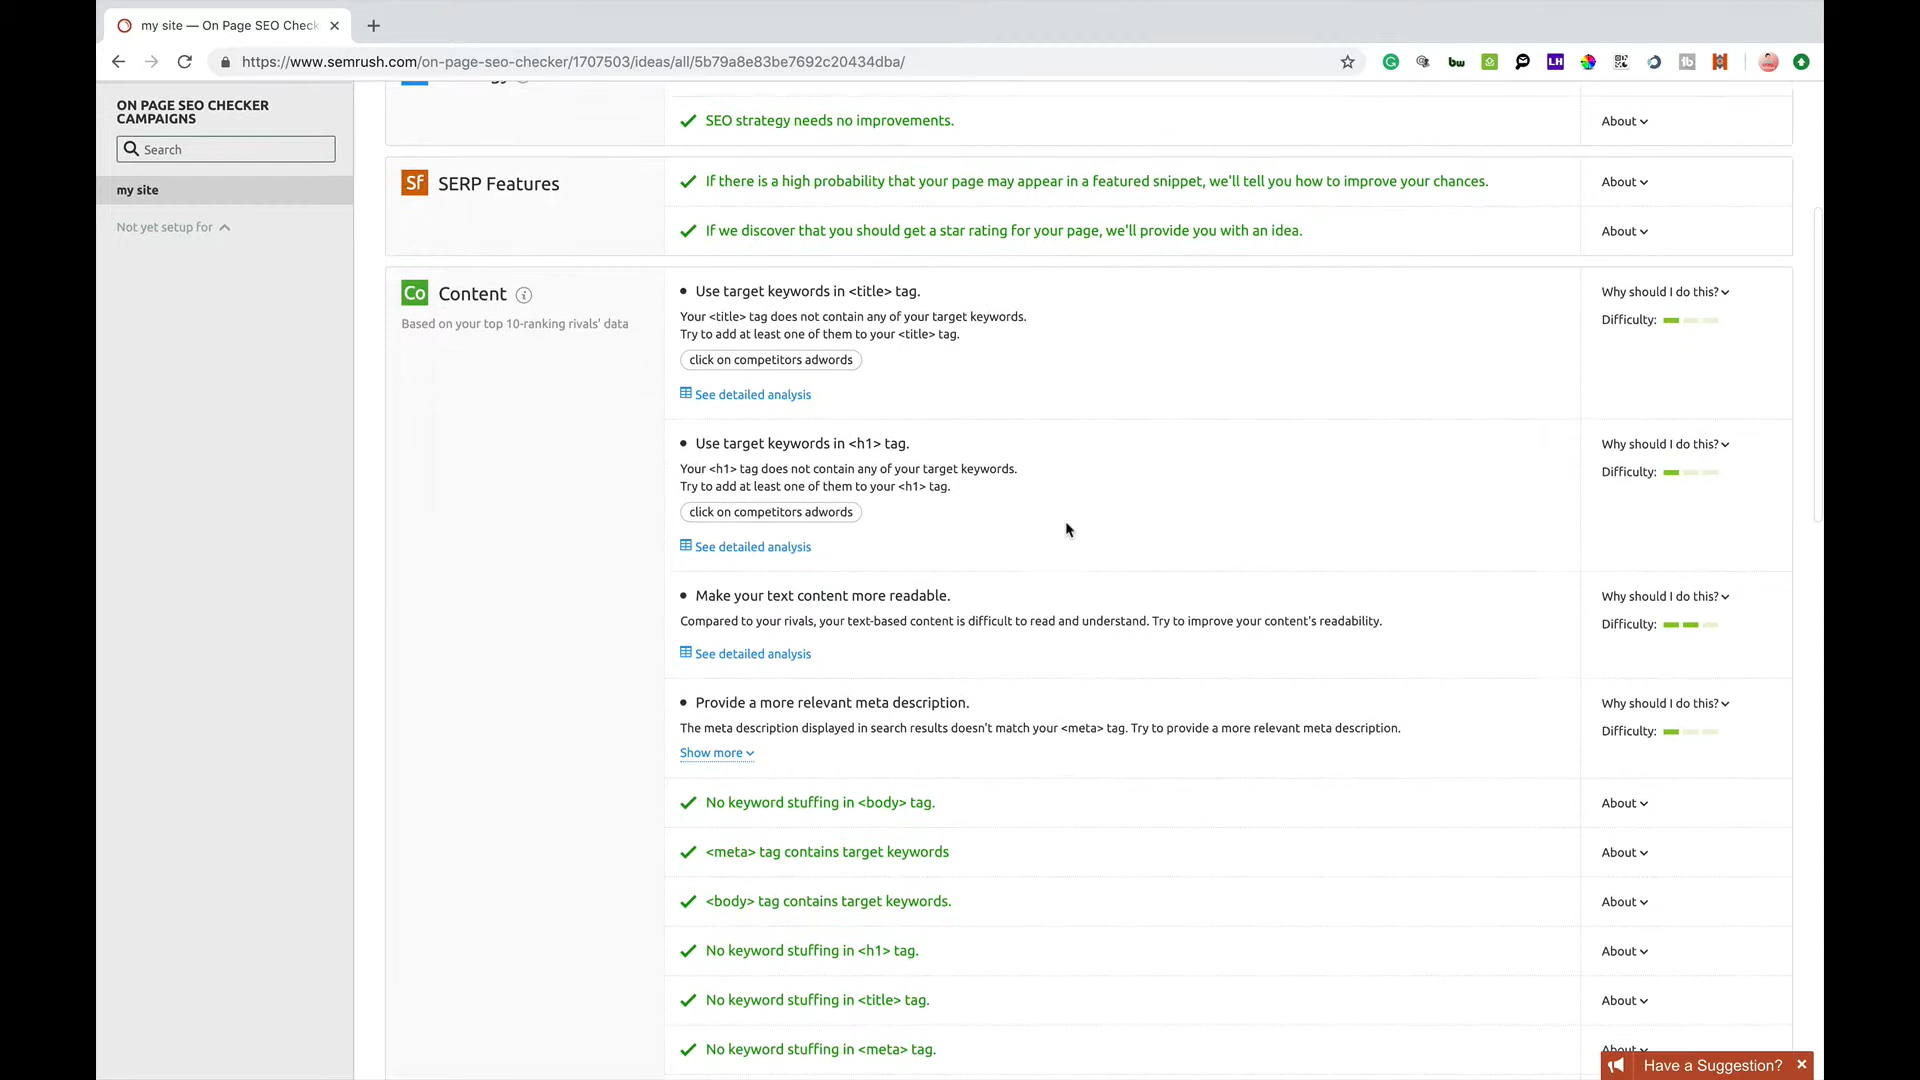 my site — On Page SEO Check
https://www.semrush.com/on-page-seo-checker/1707503/ideas/all/5b79a8e83be7692c20434dba/
bw
LH
ON PAGE SEO CHECKER
CAMPAIGNS
Search
my site
Not yet setup for
SEO strategy needs no improvements.
About
Sf SERP Features
If there is a high probability that your page may appear in a featured snippet, we'll tell you how to improve your chances.
About
If we discover that you should get a star rating for your page, we'll provide you with an idea.
About
Co Content
Based on your top 10-ranking rivals' data
Use target keywords in <title> tag.
Your <title> tag does not contain any of your target keywords.
Try to add at least one of them to your <title> tag.
click on competitors adwords
See detailed analysis
Why should I do this?
Difficulty:
Use target keywords in <h1> tag.
Your <h1> tag does not contain any of your target keywords.
Try to add at least one of them to your <h1> tag.
click on competitors adwords
See detailed analysis
Why should I do this?
Difficulty:
Make your text content more readable.
Compared to your rivals, your text-based content is difficult to read and understand. Try to improve your content's readability.
See detailed analysis
Why should I do this?
Difficulty:
Provide a more relevant meta description.
The meta description displayed in search results doesn't match your <meta> tag. Try to provide a more relevant meta description.
Show more
Why should I do this?
Difficulty:
No keyword stuffing in <body> tag.
About
<meta> tag contains target keywords
About
<body> tag contains target keywords.
About
No keyword stuffing in <h1> tag.
About
No keyword stuffing in <title> tag.
About
No keyword stuffing in <meta> tag.
About
Have a Suggestion?